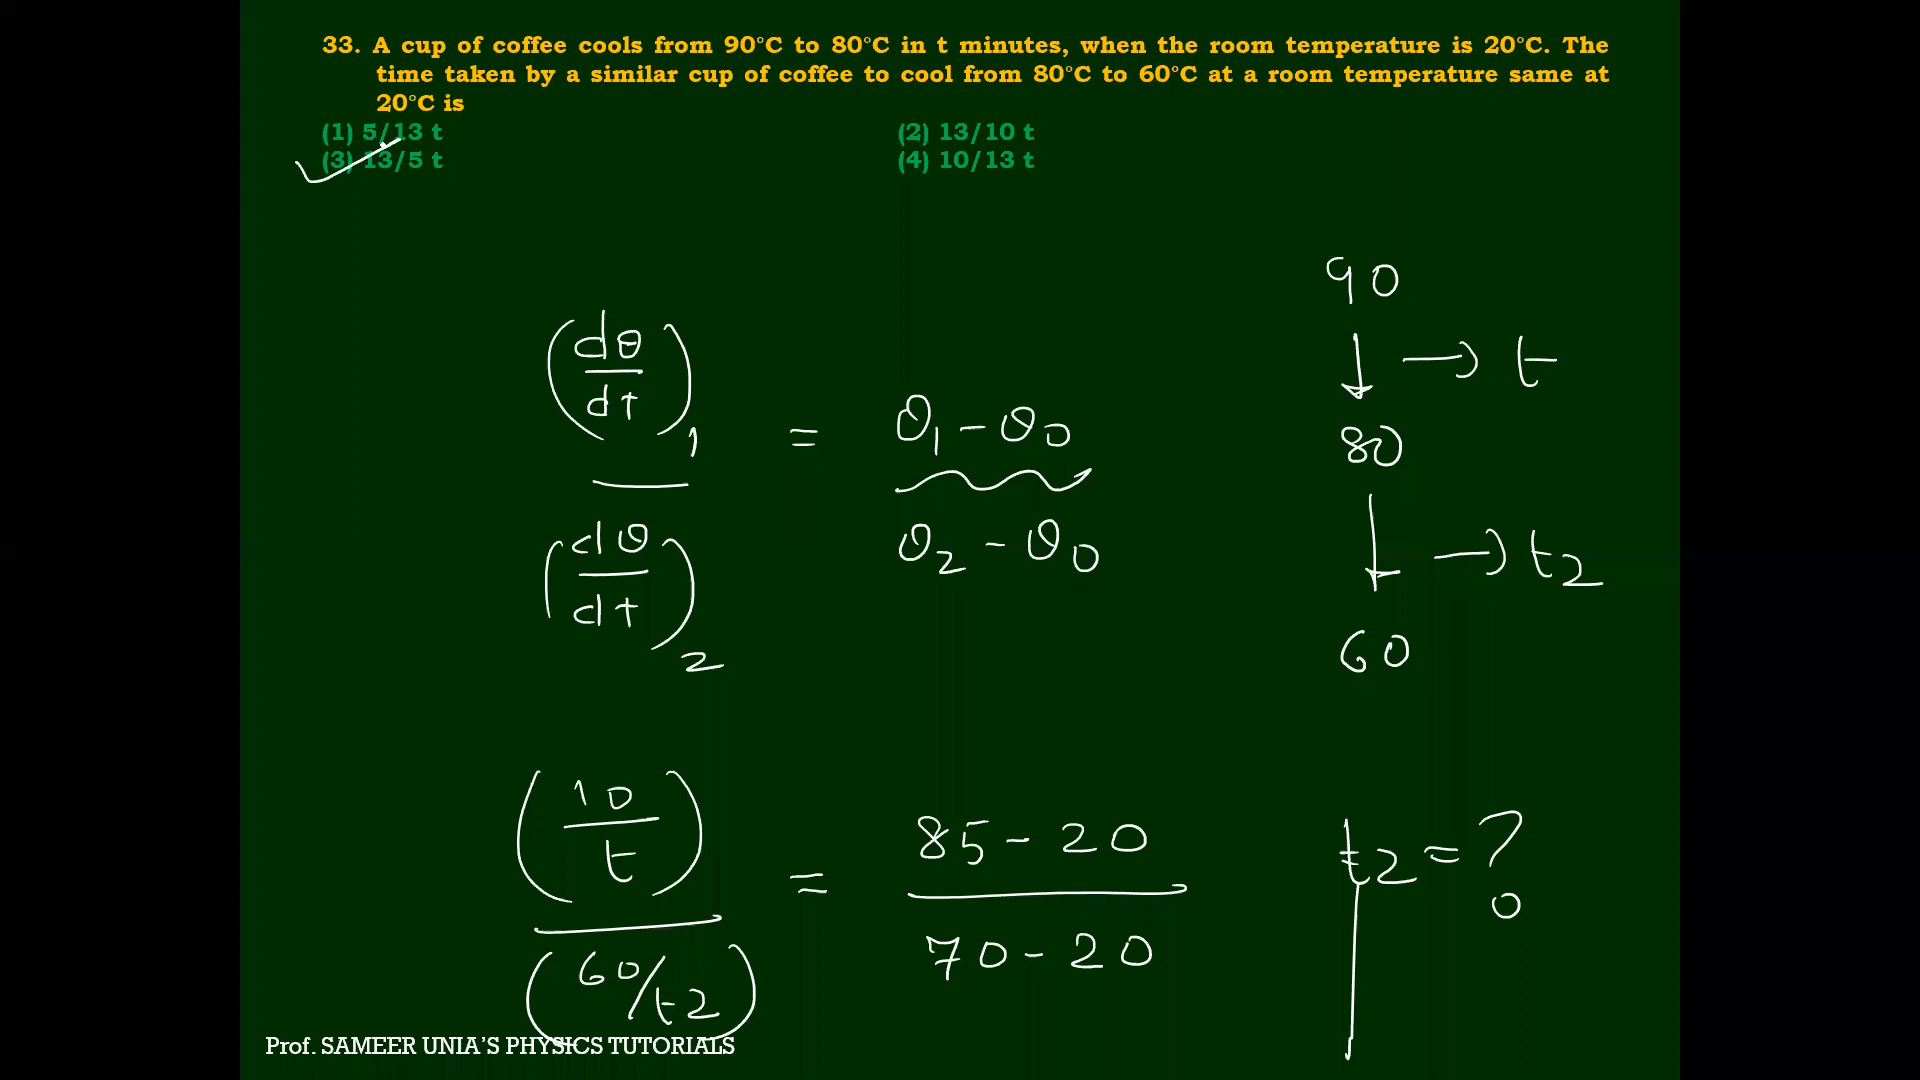 33. A cup of coffee cools from 90°C to 80°C in t minutes, when the room temperature is 20°C. The
time taken by a similar cup of coffee to cool from 80°C to 60°C at a room temperature same at
20°C is
(1) 5/13 t (2) 13/10 t
(3) 13/5 t (4) 10/13 t
(dθ/dt)1 / (dθ/dt)2 = θ1 - θ0 / θ2 - θ0
90
↓ → t
80
↓ → t2
60
(10/t) / (60/t2) = 85 - 20 / 70 - 20
t2 = ?
Prof. SAMEER UNIA'S PHYSICS TUTORIALS